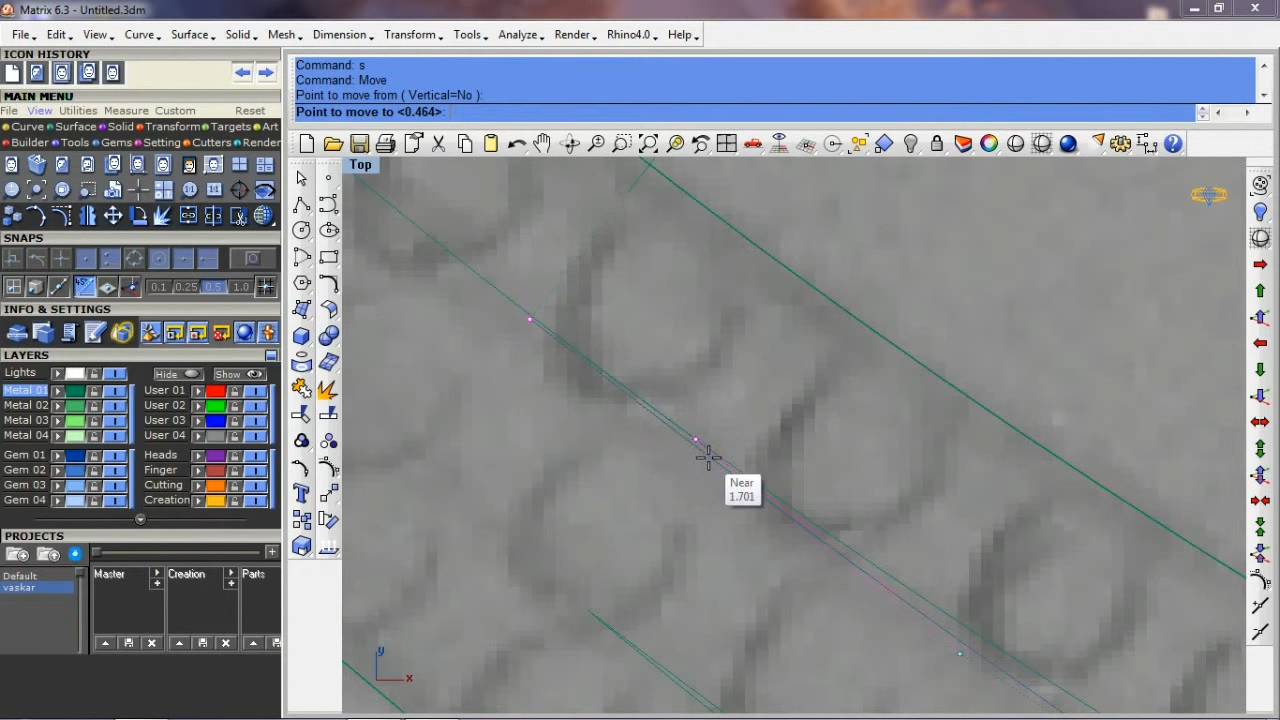 Matrix 6.3 - Untitled.3dm
File Edit View Curve Surface Solid Mesh Dimension Transform Tools Analyze Render Rhino4.0 Help
ICON HISTORY
Command: s
Command: Move
Point to move from ( Vertical=No ):
Point to move to <0.464>:
MAIN MENU
File View Utilities Measure Custom Reset
Curve Surface Solid Transform Targets Art
Builder Tools Gems Setting Cutters Render
Top
SNAPS
45°
0.1 0.25 0.5 1.0
INFO & SETTINGS
LAYERS
Lights Hide Show
Metal 01 User 01
Metal 02 User 02
Metal 03 User 03
Metal 04 User 04
Gem 01 Heads
Gem 02 Finger
Gem 03 Cutting
Gem 04 Creation
Near
1.701
PROJECTS
Default
vaskar
Master Creation Parts
y
x